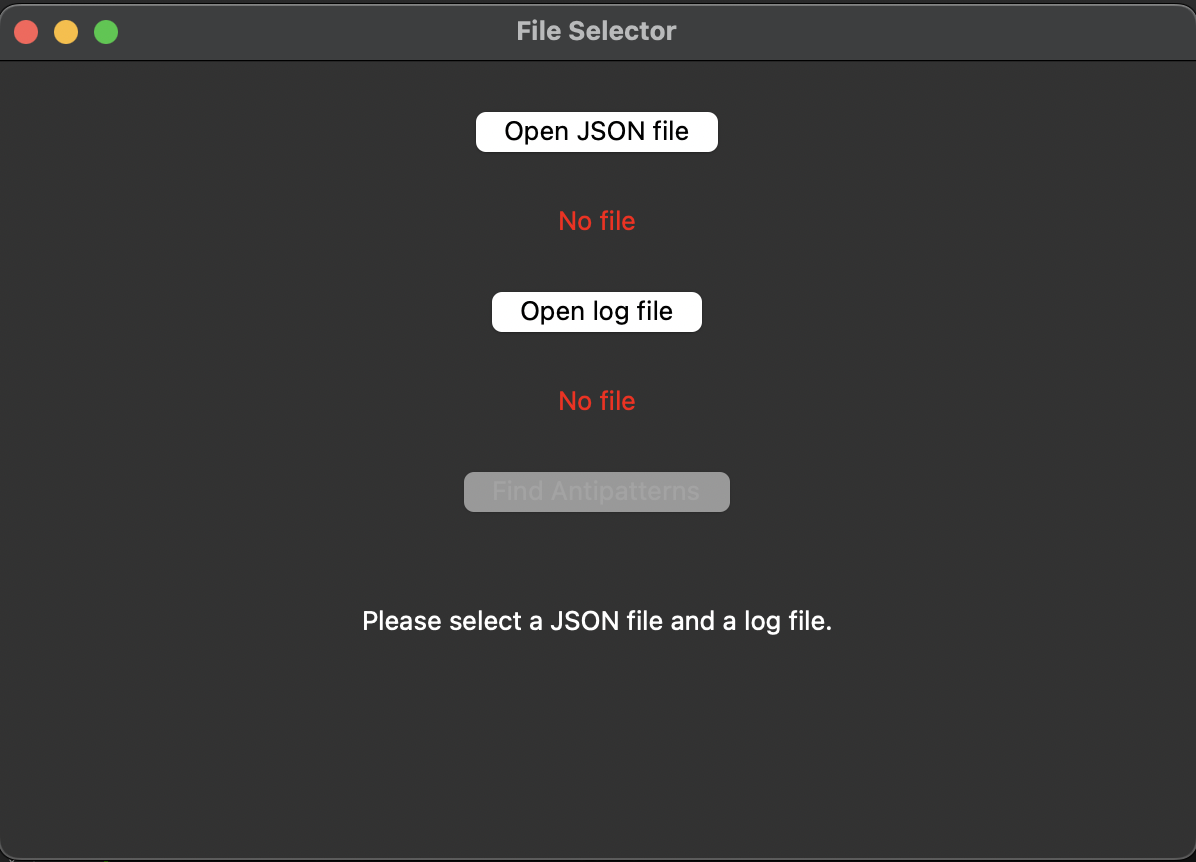 File Selector
Open JSON file
No file
Open log file
No file
Find Antipatterns
Please select a JSON file and a log file.